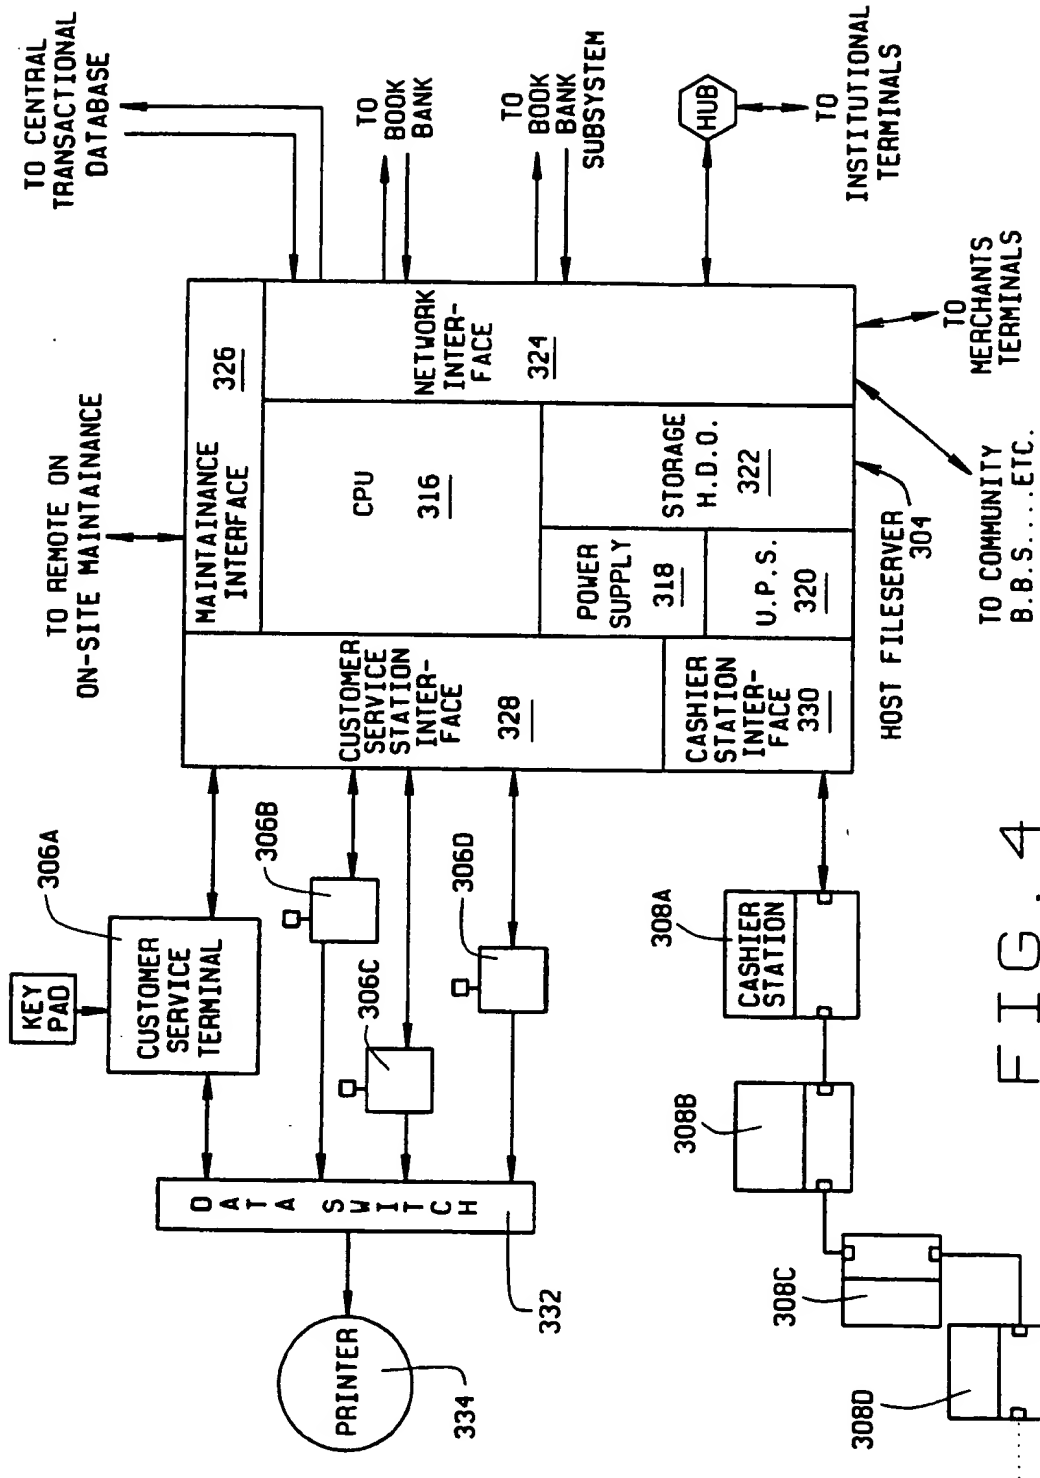 TO CENTRAL
TRANSACTIONAL
DATABASE
TO REMOTE ON
ON-SITE MAINTAINANCE
TO
BOOK
BANK
TO
BOOK
BANK
SUBSYSTEM
HUB
TO
INSTITUTIONAL
TERMINALS
TO
MERCHANTS
TERMINALS
TO COMMUNITY
B.B.S....ETC.
MAINTAINANCE
INTERFACE
326
NETWORK
INTER-
FACE
324
CPU
316
STORAGE
H.D.D.
322
POWER
SUPPLY
318
U.P.S.
320
CUSTOMER
SERVICE
STATION
INTER-
FACE
328
CASHIER
STATION
INTER-
FACE
330
HOST FILESERVER
304
KEY
PAD
CUSTOMER
SERVICE
TERMINAL
306A
306B
306C
306D
DATA SWITCH
332
PRINTER
334
CASHIER
STATION
308A
308B
308C
308D
FIG. 4